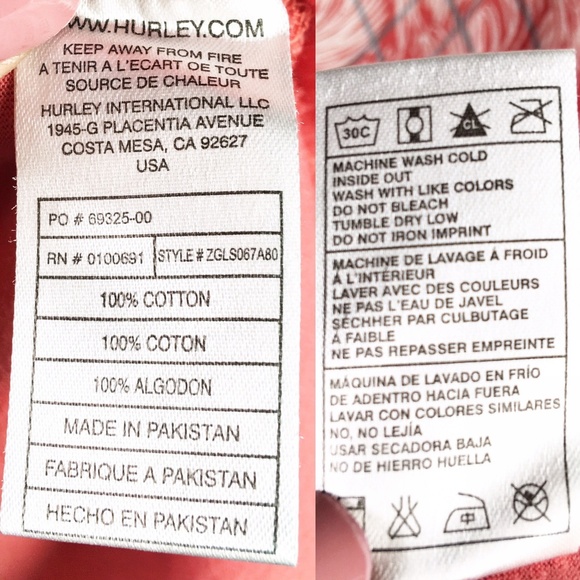 WWW.HURLEY.COM
KEEP AWAY FROM FIRE
A TENIR A L'ECART DE TOUTE
SOURCE DE CHALEUR
HURLEY INTERNATIONAL LLC
1945-G PLACENTIA AVENUE
COSTA MESA, CA 92627
USA
PO # 69325-00
RN # 0100691 STYLE # ZGLS067A80
100% COTTON
100% COTON
100% ALGODON
MADE IN PAKISTAN
FABRIQUE A PAKISTAN
HECHO EN PAKISTAN
30C CL
MACHINE WASH COLD
INSIDE OUT
WASH WITH LIKE COLORS
DO NOT BLEACH
TUMBLE DRY LOW
DO NOT IRON IMPRINT
MACHINE DE LAVAGE À FROID
À L'INTÉRIEUR
LAVER AVEC DES COULEURS
NE PAS L'EAU DE JAVEL
SÉCHHER PAR CULBUTAGE
À FAIBLE
NE PAS REPASSER EMPREINTE
MÁQUINA DE LAVADO EN FRÍO
DE ADENTRO HACIA FUERA
LAVAR CON COLORES SIMILARES
NO, NO LEJÍA
USAR SECADORA BAJA
NO DE HIERRO HUELLA